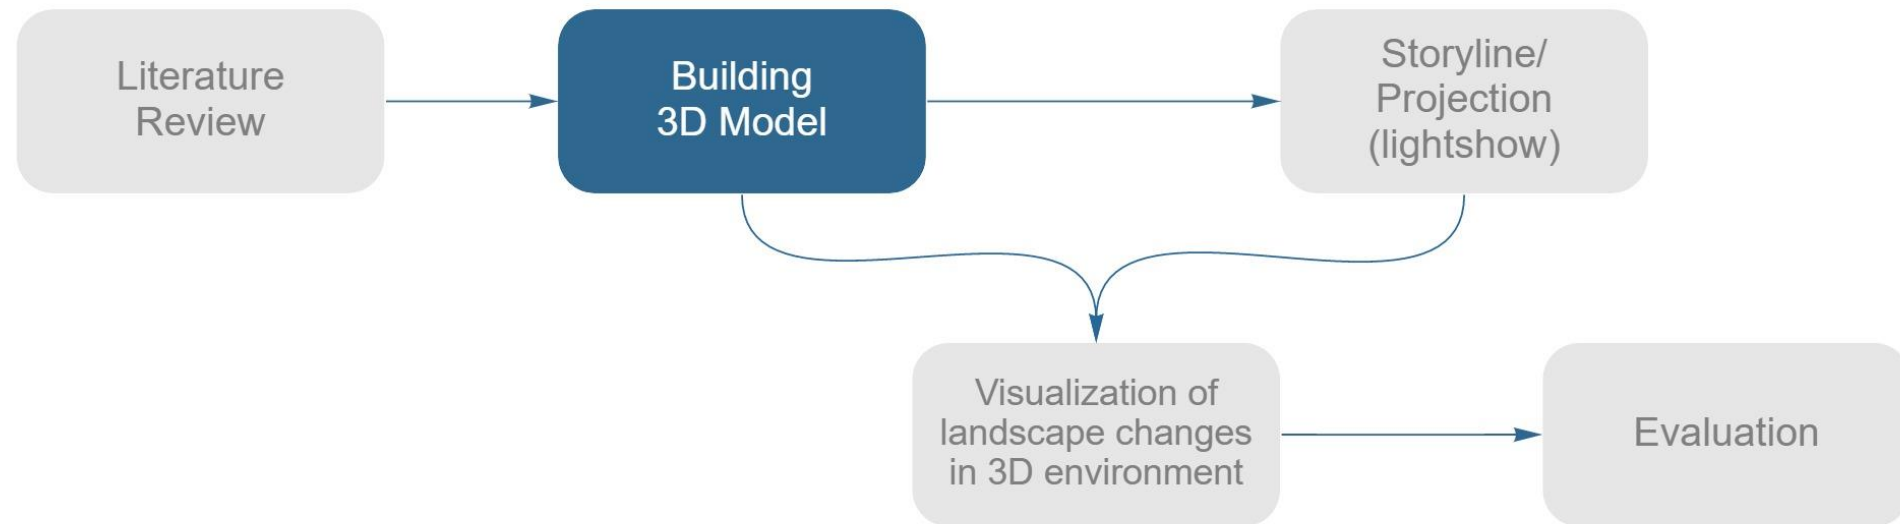 Literature
Review
Building
3D Model
Storyline/
Projection
(lightshow)
Visualization of
landscape changes
in 3D environment
Evaluation